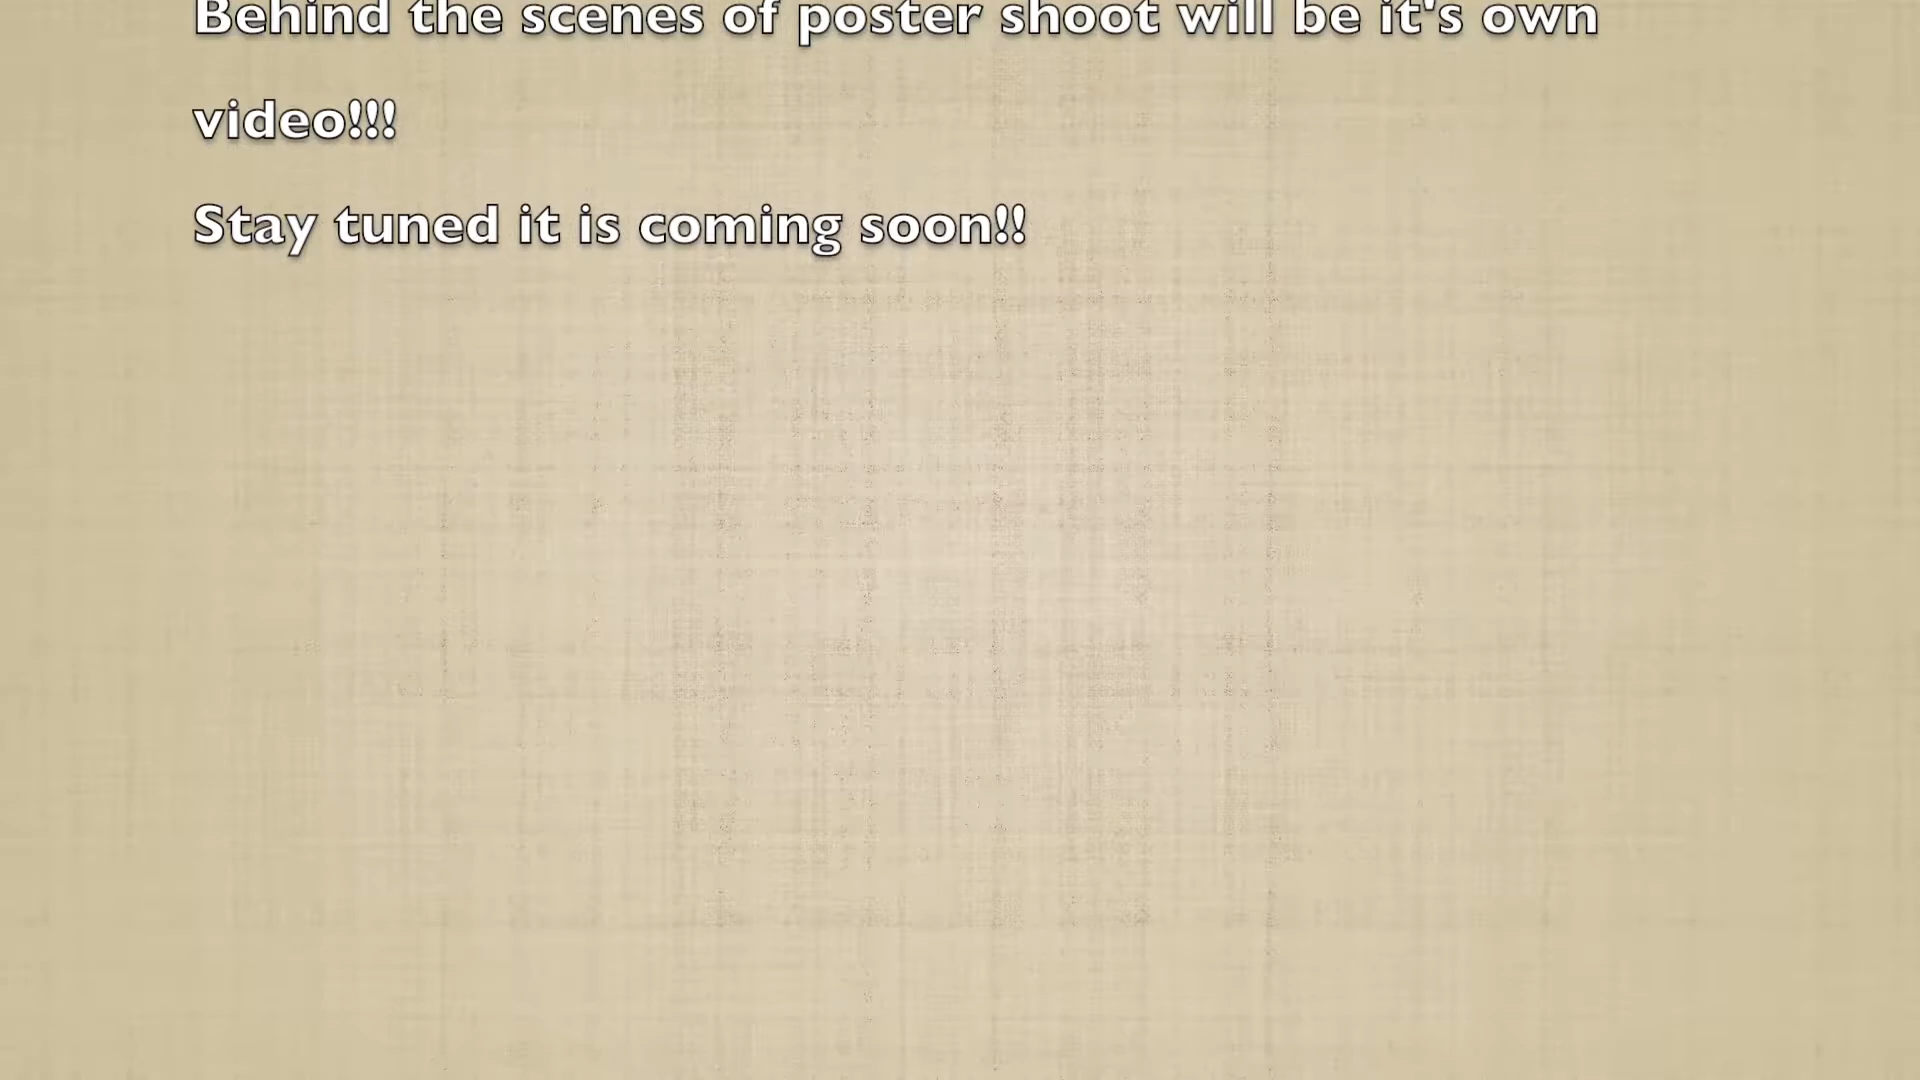 Behind the scenes of poster shoot will be it's own
video!!!
Stay tuned it is coming soon!!